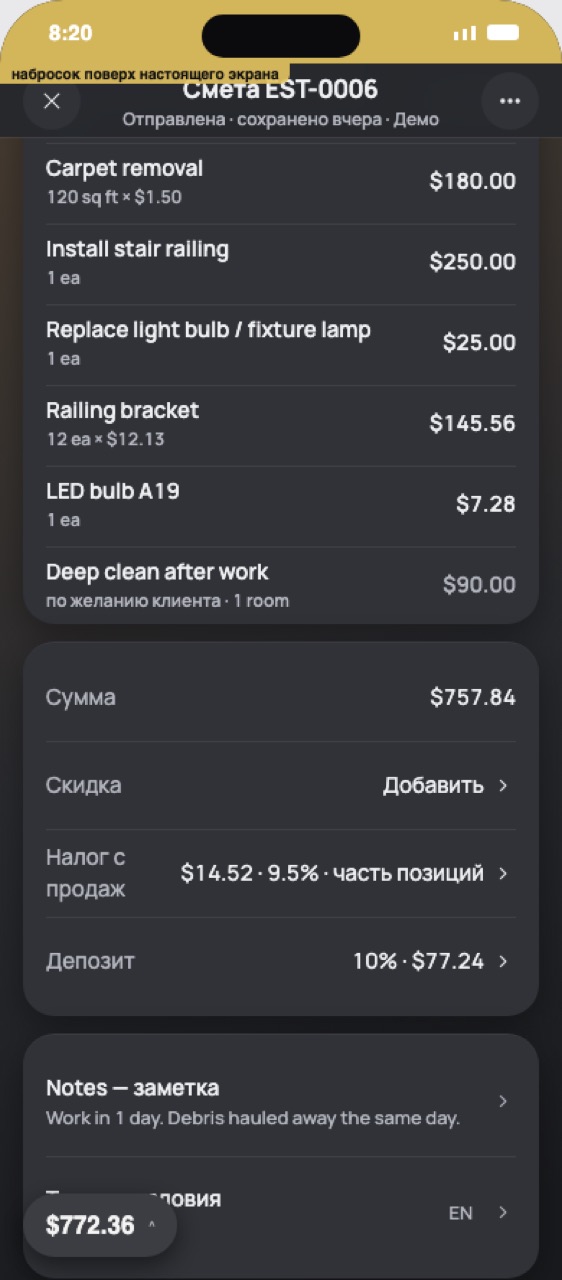 8:20
набросок поверх настоящего экрана
Смета EST-0006
Отправлена · сохранено вчера · Демо
Carpet removal
$180.00
120 sq ft × $1.50
Install stair railing
$250.00
1 ea
Replace light bulb / fixture lamp
$25.00
1 ea
Railing bracket
$145.56
12 ea × $12.13
LED bulb A19
$7.28
1 ea
Deep clean after work
$90.00
по желанию клиента · 1 room
Сумма
$757.84
Скидка
Добавить
Налог с
продаж
$14.52 · 9.5% · часть позиций
Депозит
10% · $77.24
Notes — заметка
Work in 1 day. Debris hauled away the same day.
EN
$772.36